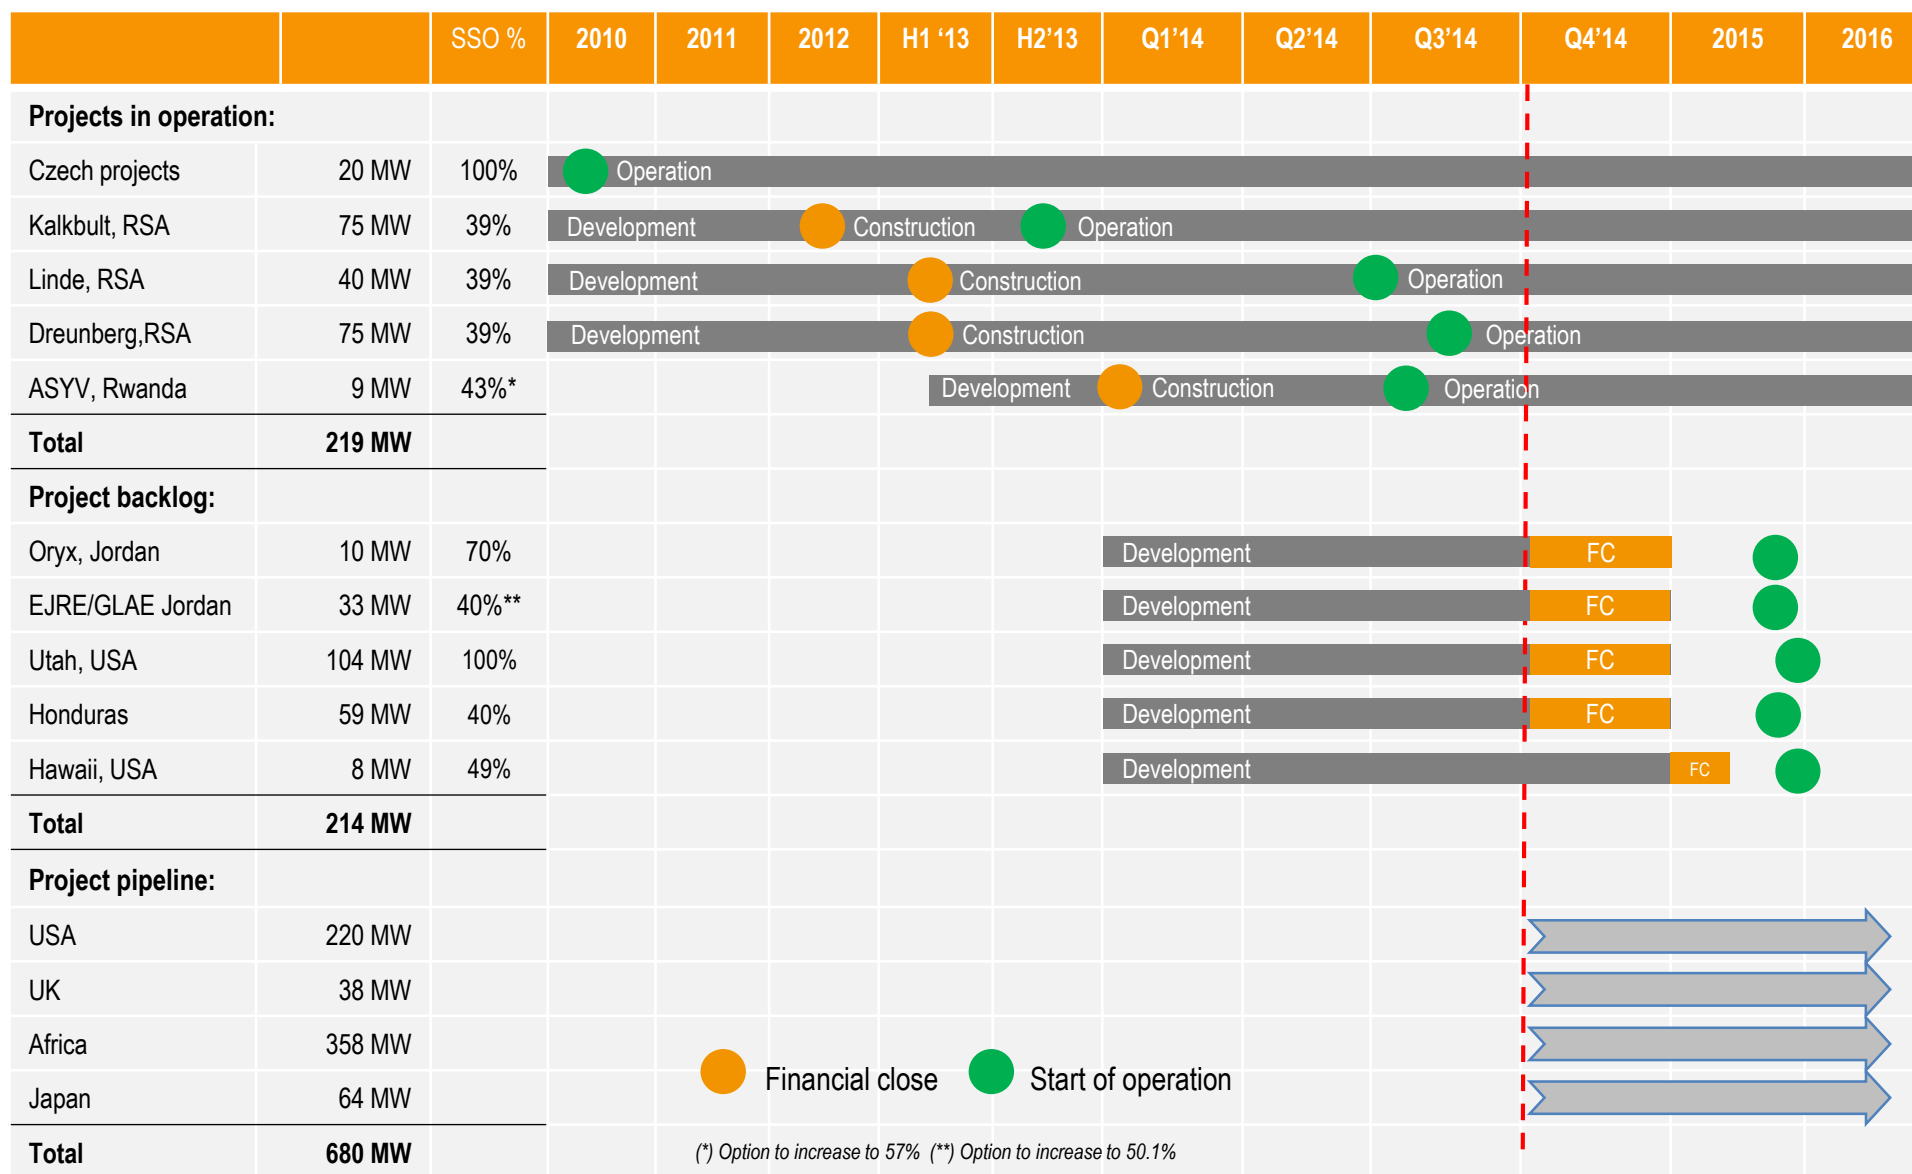 SSO % 2010 2011 2012 H1 ‘13 H2’13 Q1’14 Q2’14 Q3’14 Q4’14 2015 2016
Projects in operation:
Czech projects 20 MW 100% Operation
Kalkbult, RSA 75 MW 39% Development Construction Operation
Linde, RSA 40 MW 39% Development Construction Operation
Dreunberg,RSA 75 MW 39% Development Construction Operation
ASYV, Rwanda 9 MW 43%* Development Construction Operation
Total 219 MW
Project backlog:
Oryx, Jordan 10 MW 70% Development FC
EJRE/GLAE Jordan 33 MW 40%** Development FC
Utah, USA 104 MW 100% Development FC
Honduras 59 MW 40% Development FC
Hawaii, USA 8 MW 49% Development FC
Total 214 MW
Project pipeline:
USA 220 MW
UK 38 MW
Africa 358 MW
Financial close Start of operation
Japan 64 MW
Total 680 MW
(*) Option to increase to 57% (**) Option to increase to 50.1%